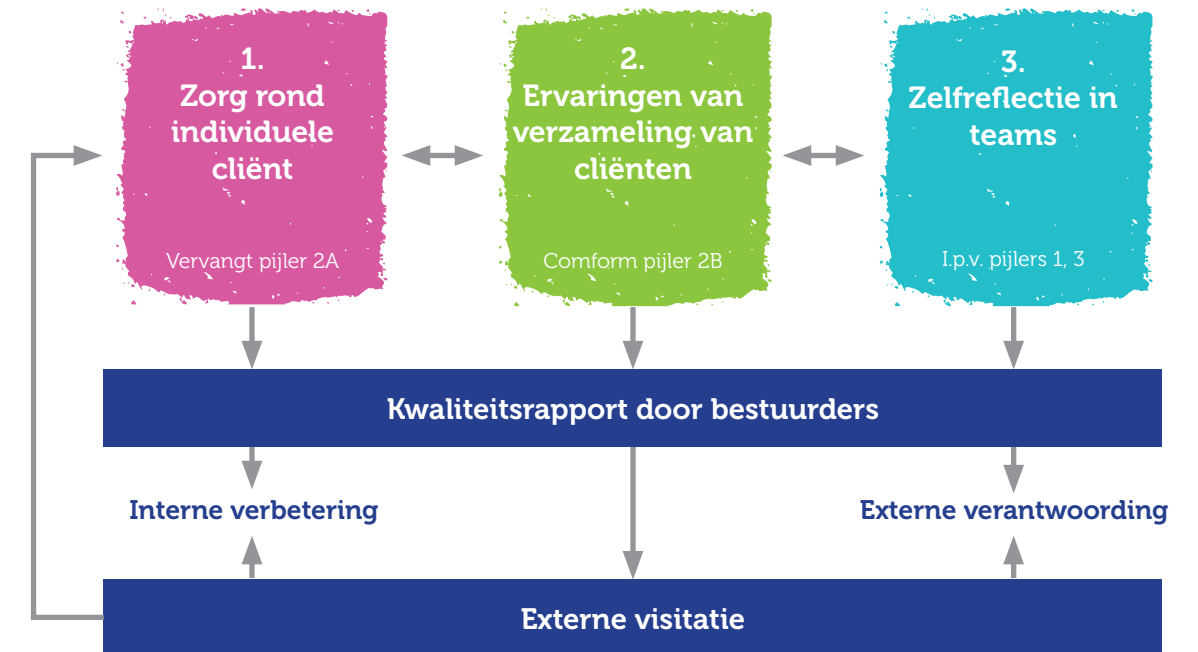 1.
Zorg rond
individuele
cliënt
Vervangt pijler 2A
2.
Ervaringen van
verzameling van
cliënten
Comform pijler 2B
3.
Zelfreflectie in
teams
I.p.v. pijlers 1, 3
Kwaliteitsrapport door bestuurders
Interne verbetering
Externe verantwoording
Externe visitatie